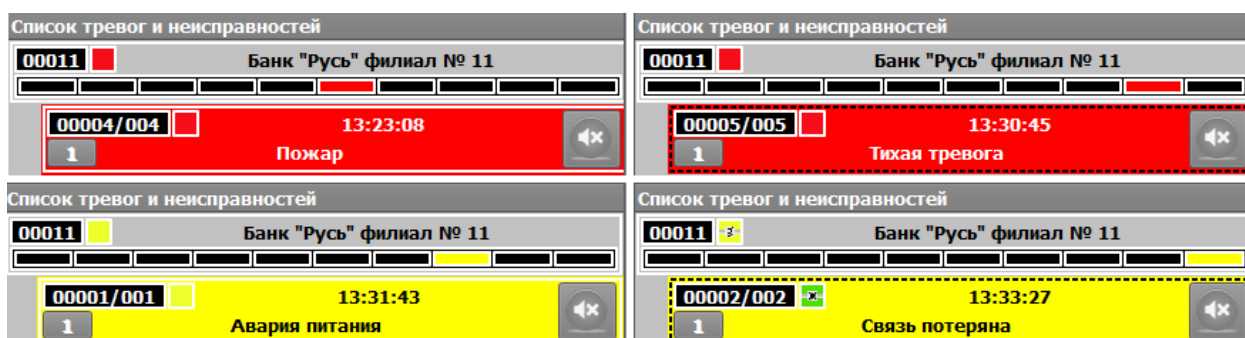 Список тревог и неисправностей
00011 Банк "Русь" филиал № 11
00004/004 13:23:08
1 Пожар
Список тревог и неисправностей
00011 Банк "Русь" филиал № 11
00005/005 13:30:45
1 Тихая тревога
Список тревог и неисправностей
00011 Банк "Русь" филиал № 11
00001/001 13:31:43
1 Авария питания
Список тревог и неисправностей
00011 Банк "Русь" филиал № 11
00002/002 13:33:27
1 Связь потеряна